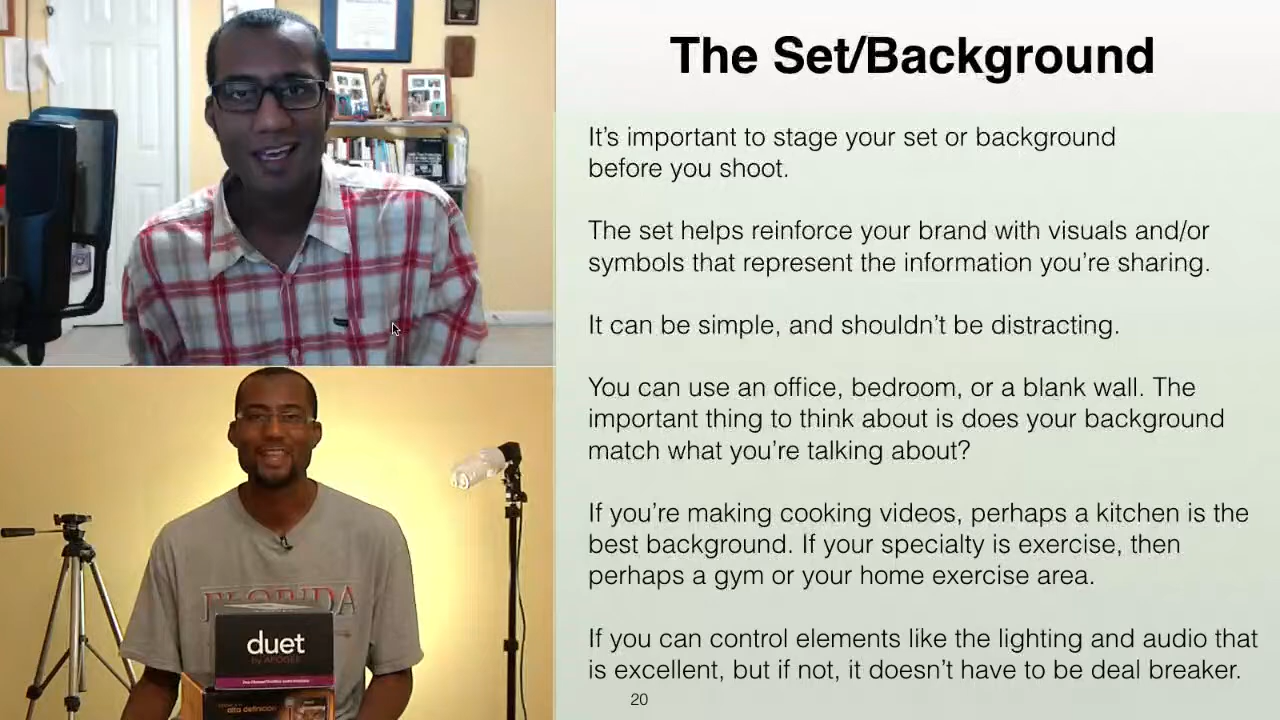 The Set/Background
It's important to stage your set or background
before you shoot.
The set helps reinforce your brand with visuals and/or
symbols that represent the information you're sharing.
It can be simple, and shouldn't be distracting.
You can use an office, bedroom, or a blank wall. The
important thing to think about is does your background
match what you're talking about?
If you're making cooking videos, perhaps a kitchen is the
best background. If your specialty is exercise, then
perhaps a gym or your home exercise area.
If you can control elements like the lighting and audio that
is excellent, but if not, it doesn't have to be deal breaker.
20
FLORIDA
duet
by APOGEE
alta definición